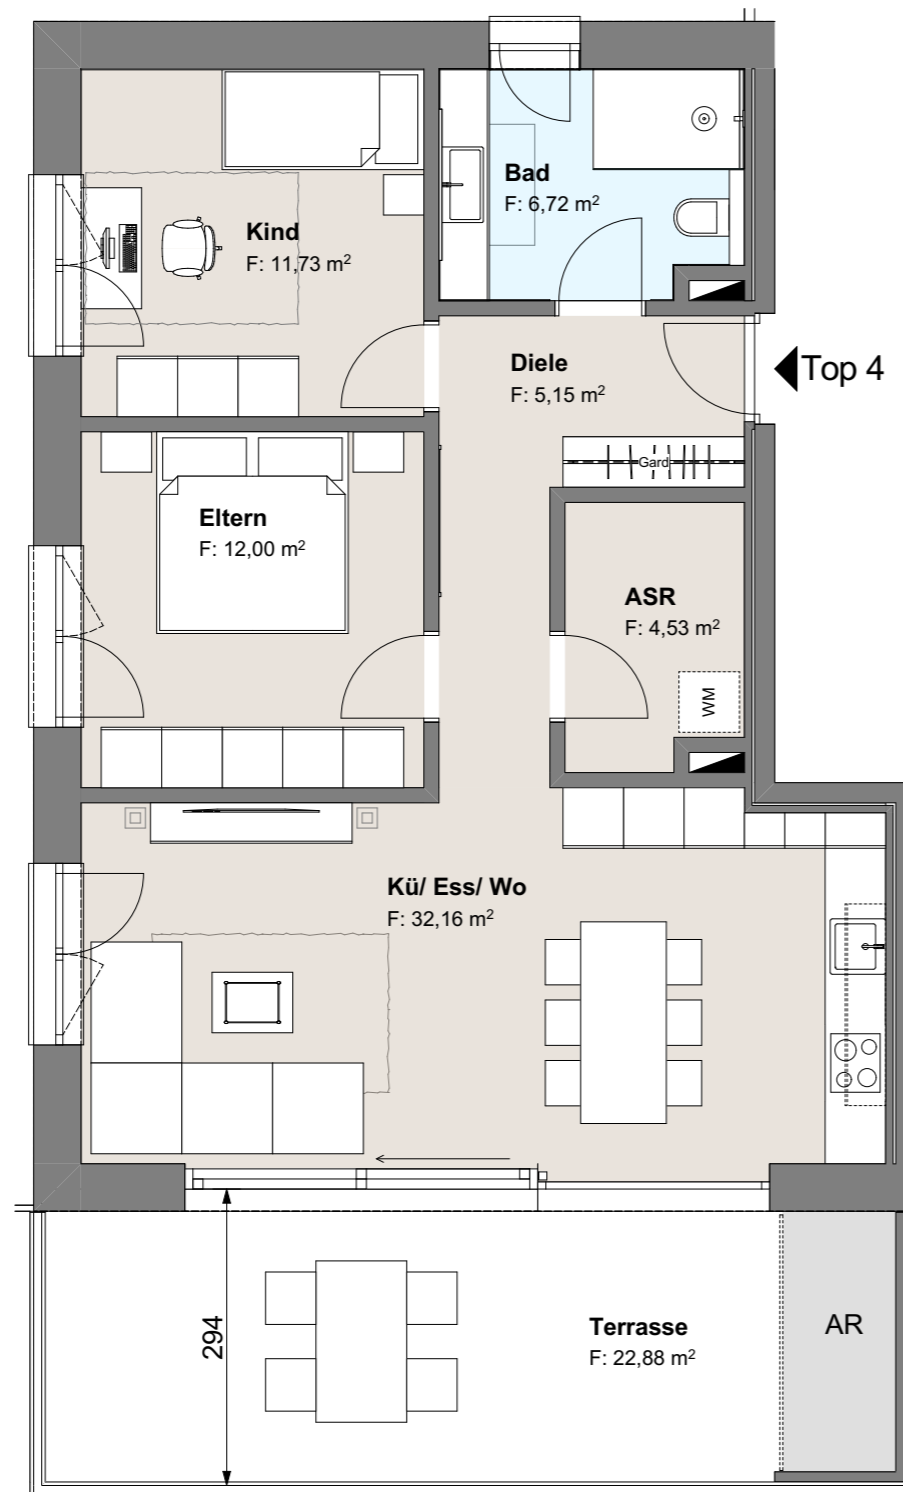 Bad
F: 6,72 m²
Kind
F: 11,73 m²
Diele
F: 5,15 m²
Top 4
Gard
Eltern
F: 12,00 m²
ASR
F: 4,53 m²
WM
Kü/ Ess/ Wo
F: 32,16 m²
294
Terrasse
F: 22,88 m²
AR